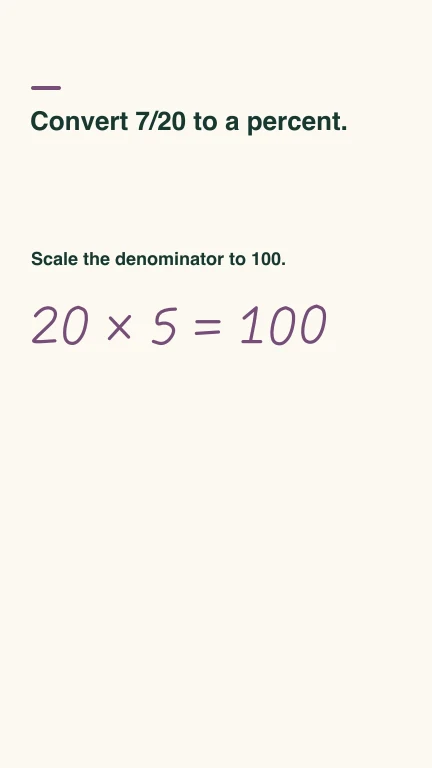 Convert 7/20 to a percent.
Scale the denominator to 100.
20 × 5 = 100